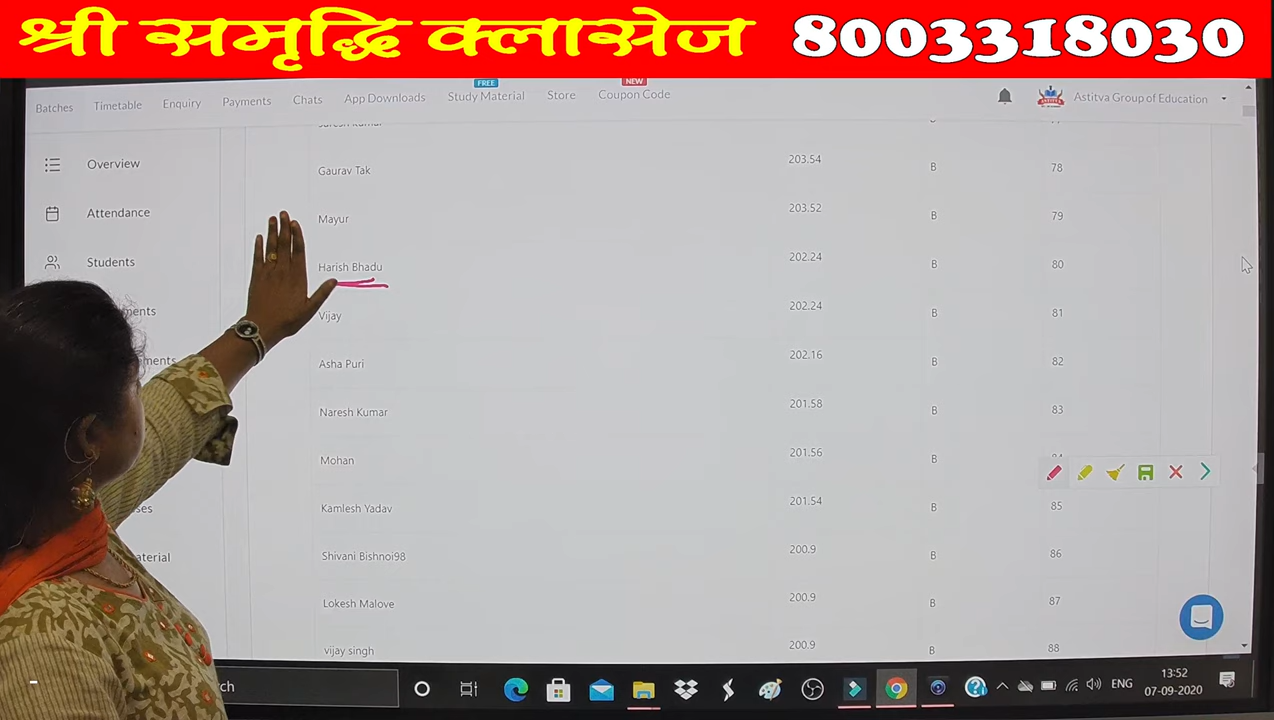 श्री समृद्धि क्लासेज 8003318030
FREE NEW
Batches Timetable Enquiry Payments Chats App Downloads Study Material Store Coupon Code Astitva Group of Education
Overview
Attendance
Students
Gaurav Tak 203.54 B 78
Mayur 203.52 B 79
Harish Bhadu 202.24 B 80
Vijay 202.24 B 81
Asha Puri 202.16 B 82
Naresh Kumar 201.58 B 83
Mohan 201.56 B
Kamlesh Yadav 201.54 B 85
Shivani Bishnoi98 200.9 B 86
Lokesh Malove 200.9 B 87
vijay singh 200.9 B 88
ENG 13:52
07-09-2020